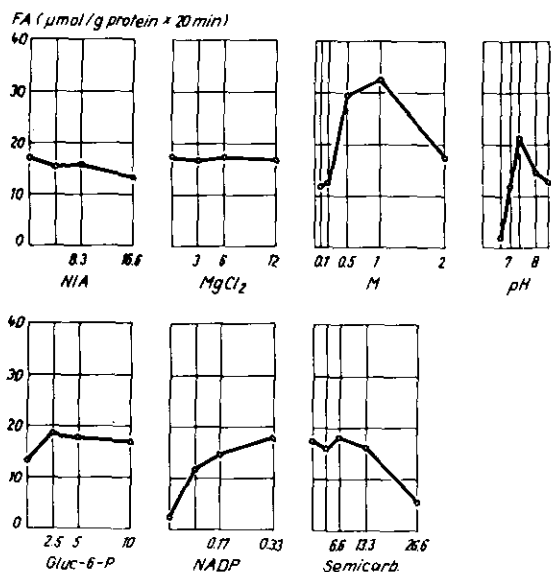 FA (µmol/g protein × 20 min)
40
30
20
10
0
8.3 16.6
NIA
3 6 12
MgCl₂
0.1 0.5 1 2
M
7 8
pH
40
30
20
10
0
2.5 5 10
Gluc-6-P
0.17 0.33
NADP
6.6 13.3 26.6
Semicarb.